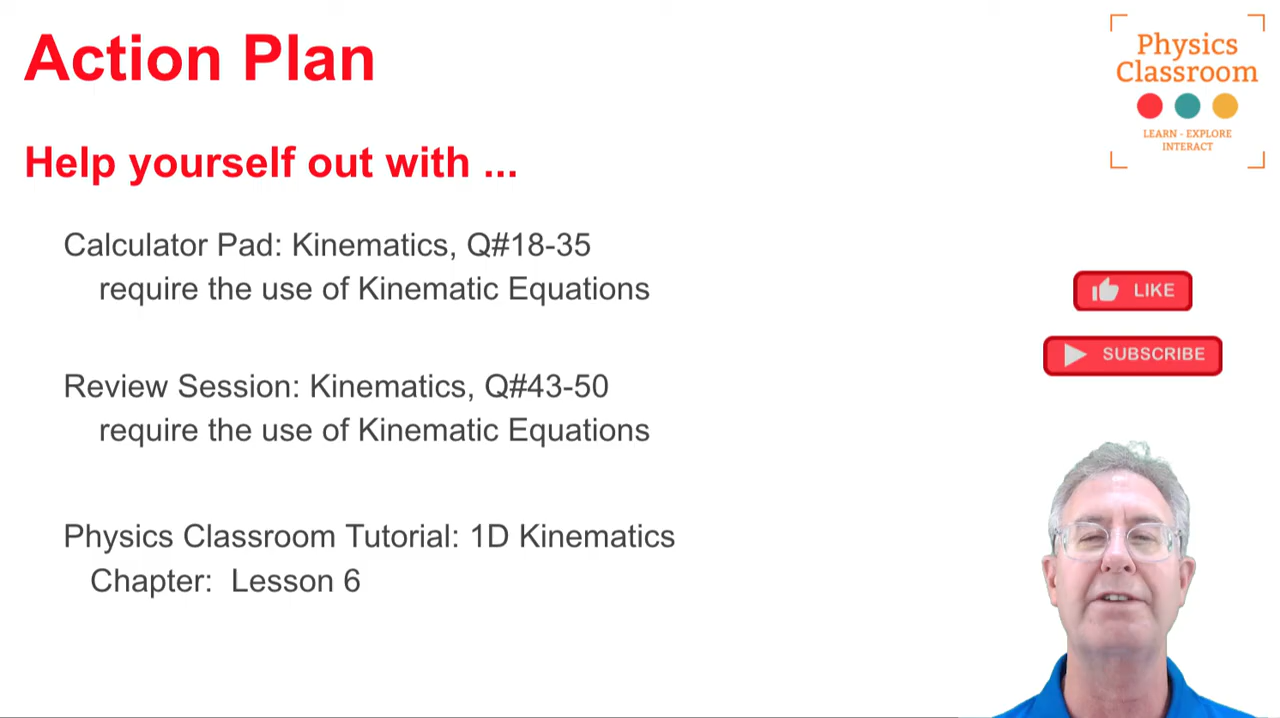 Action Plan
Physics
Classroom
LEARN - EXPLORE
INTERACT
Help yourself out with ...
Calculator Pad: Kinematics, Q#18-35
require the use of Kinematic Equations
LIKE
SUBSCRIBE
Review Session: Kinematics, Q#43-50
require the use of Kinematic Equations
Physics Classroom Tutorial: 1D Kinematics
Chapter: Lesson 6